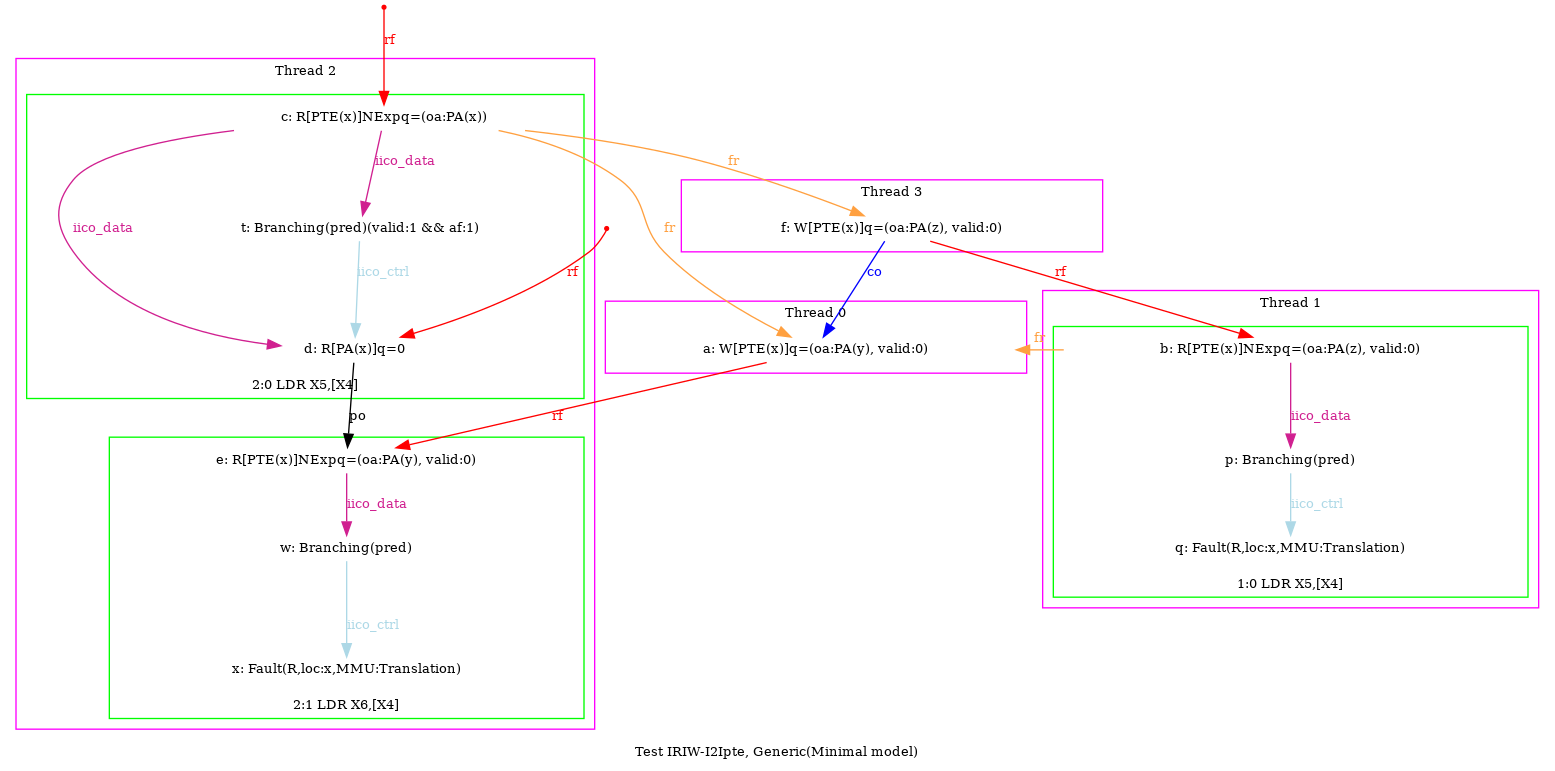 rf
Thread 2
c: R[PTE(x)]NExpq=(oa:PA(x))
iico_data
fr
Thread 3
iico_data
t: Branching(pred)(valid:1 && af:1)
fr
f: W[PTE(x)]q=(oa:PA(z), valid:0)
iico_ctrl
rf
co
rf
Thread 0
Thread 1
d: R[PA(x)]q=0
a: W[PTE(x)]q=(oa:PA(y), valid:0)
fr
b: R[PTE(x)]NExpq=(oa:PA(z), valid:0)
2:0 LDR X5,[X4]
po
rf
iico_data
e: R[PTE(x)]NExpq=(oa:PA(y), valid:0)
p: Branching(pred)
iico_data
iico_ctrl
w: Branching(pred)
q: Fault(R,loc:x,MMU:Translation)
1:0 LDR X5,[X4]
iico_ctrl
x: Fault(R,loc:x,MMU:Translation)
2:1 LDR X6,[X4]
Test IRIW-I2Ipte, Generic(Minimal model)